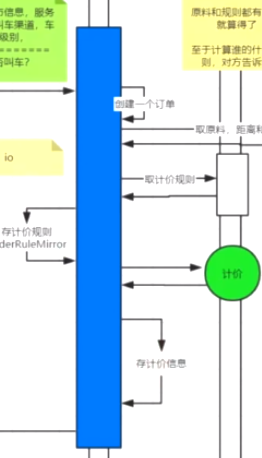 信息，服务
叫车渠道，车
级别，
叫车？
原料和规则都有
就算得了
至于计算谁的什
则，对方告诉
创建一个订单
取原料、距离和
io
取计价规则
存计价规则
derRuleMirror
计价
存计价信息